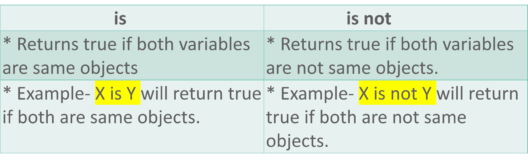 is
is not
* Returns true if both variables
are same objects
* Returns true if both variables
are not same objects.
* Example- X is Y will return true
if both are same objects.
* Example- X is not Y will return
true if both are not same
objects.